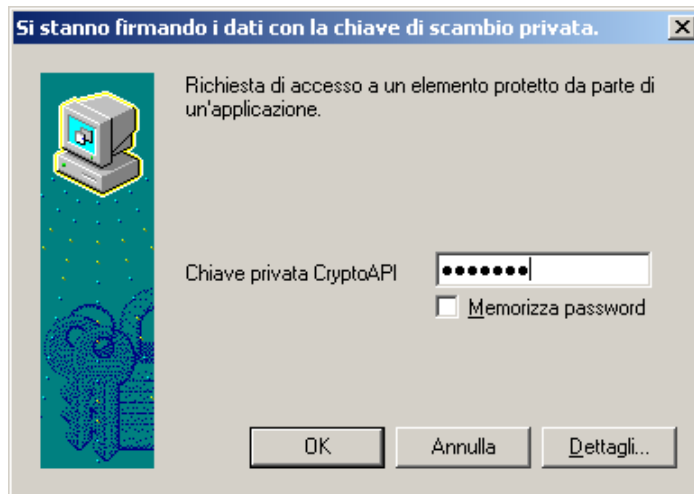 Si stanno firmando i dati con la chiave di scambio privata.
Richiesta di accesso a un elemento protetto da parte di
un'applicazione.
Chiave privata CryptoAPI
•••••••
Memorizza password
OK Annulla Dettagli...